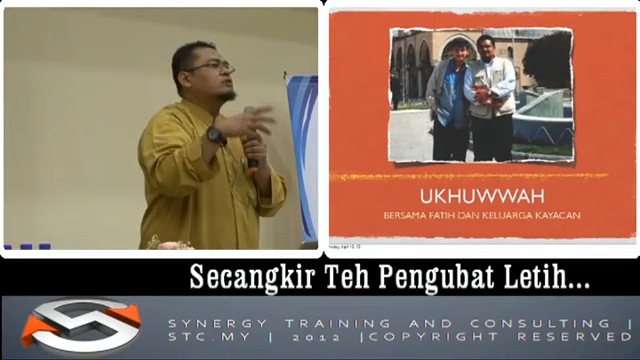 UKHUWWAH
BERSAMA FATIH DAN KELUARGA KAYACAN
Secangkir Teh Pengubat Letih...
SYNERGY TRAINING AND CONSULTING |
STC.MY | 2012 |COPYRIGHT RESERVED